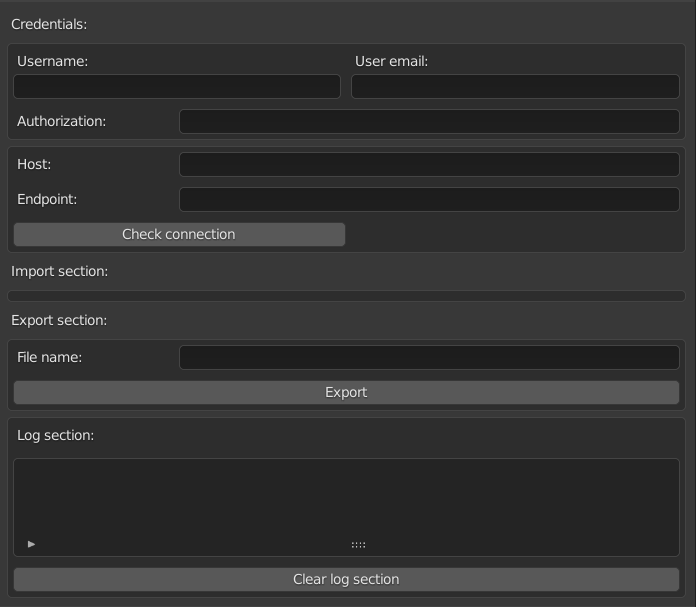 Credentials:
Username: User email:
Authorization:
Host:
Endpoint:
Check connection
Import section:
Export section:
File name:
Export
Log section:
Clear log section